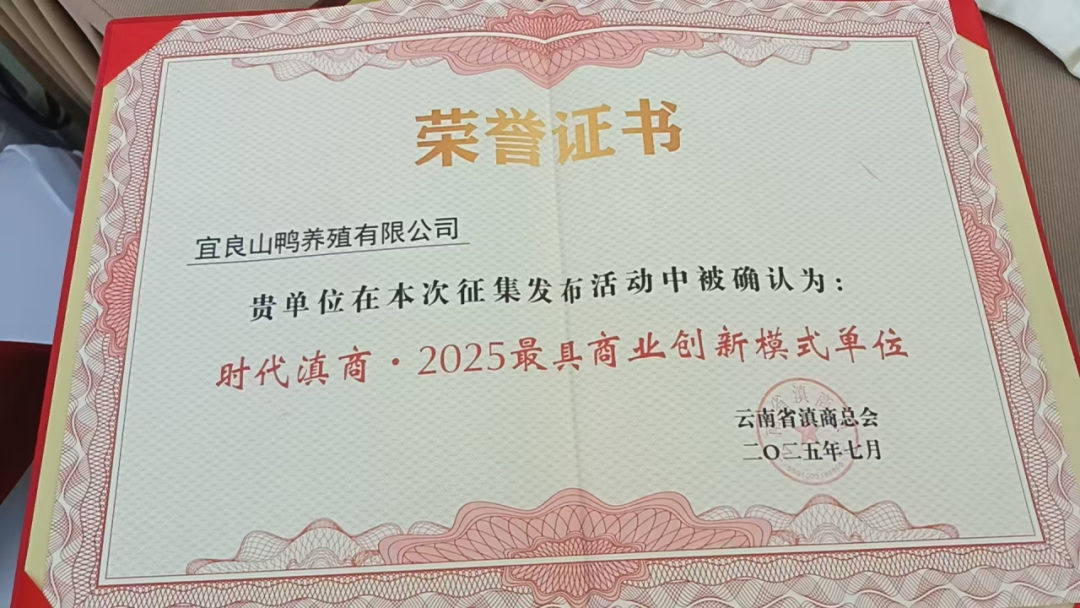 荣誉证书
宜良山鸭养殖有限公司
贵单位在本次征集发布活动中被确认为：
时代滇商·2025最具商业创新模式单位
云南省滇商总会
二〇二五年七月